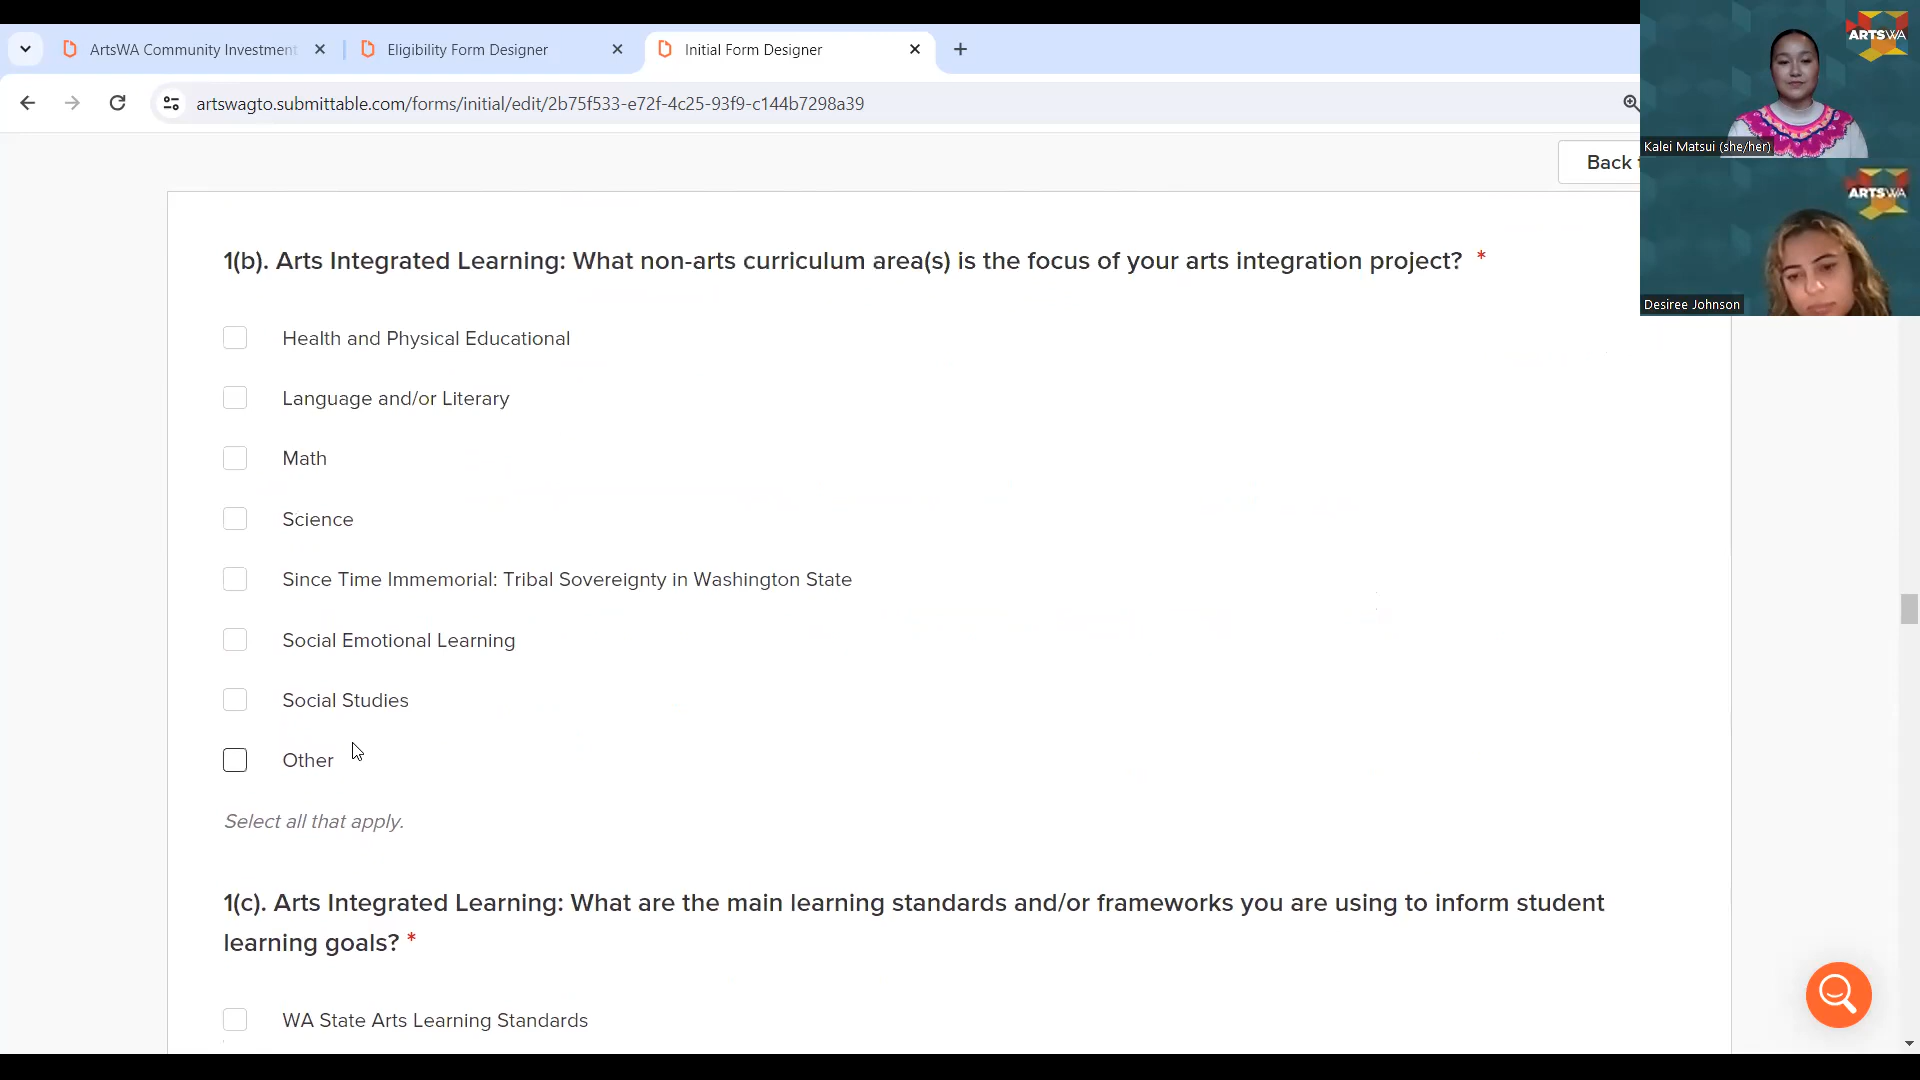 ArtsWA Community Investment
Eligibility Form Designer
Initial Form Designer
artswagto.submittable.com/forms/initial/edit/2b75f533-e72f-4c25-93f9-c144b7298a39
ARTSWA
Kalei Matsui (she/her)
Back
ARTSWA
Desiree Johnson
1(b). Arts Integrated Learning: What non-arts curriculum area(s) is the focus of your arts integration project? *
Health and Physical Educational
Language and/or Literary
Math
Science
Since Time Immemorial: Tribal Sovereignty in Washington State
Social Emotional Learning
Social Studies
Other
Select all that apply.
1(c). Arts Integrated Learning: What are the main learning standards and/or frameworks you are using to inform student
learning goals? *
WA State Arts Learning Standards